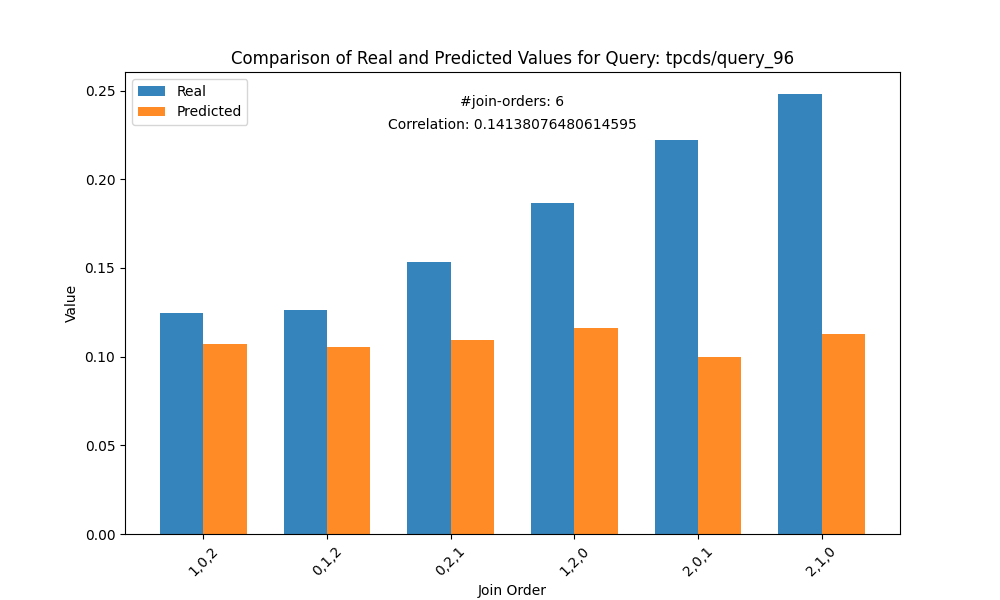 Comparison of Real and Predicted Values for Query: tpcds/query_96
Real
Predicted
#join-orders: 6
Correlation: 0.14138076480614595
Value
0.25
0.20
0.15
0.10
0.05
0.00
1,0,2
0,1,2
0,2,1
1,2,0
2,0,1
2,1,0
Join Order